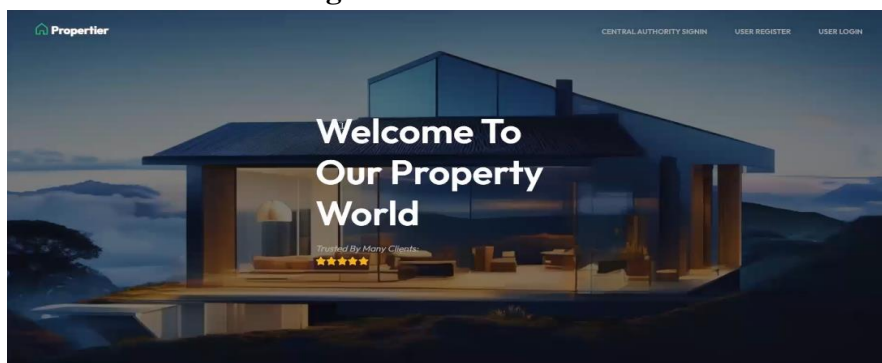 Propertier
CENTRAL AUTHORITY SIGNIN
USER REGISTER
USER LOGIN
Welcome To
Our Property
World
Trusted By Many Clients: